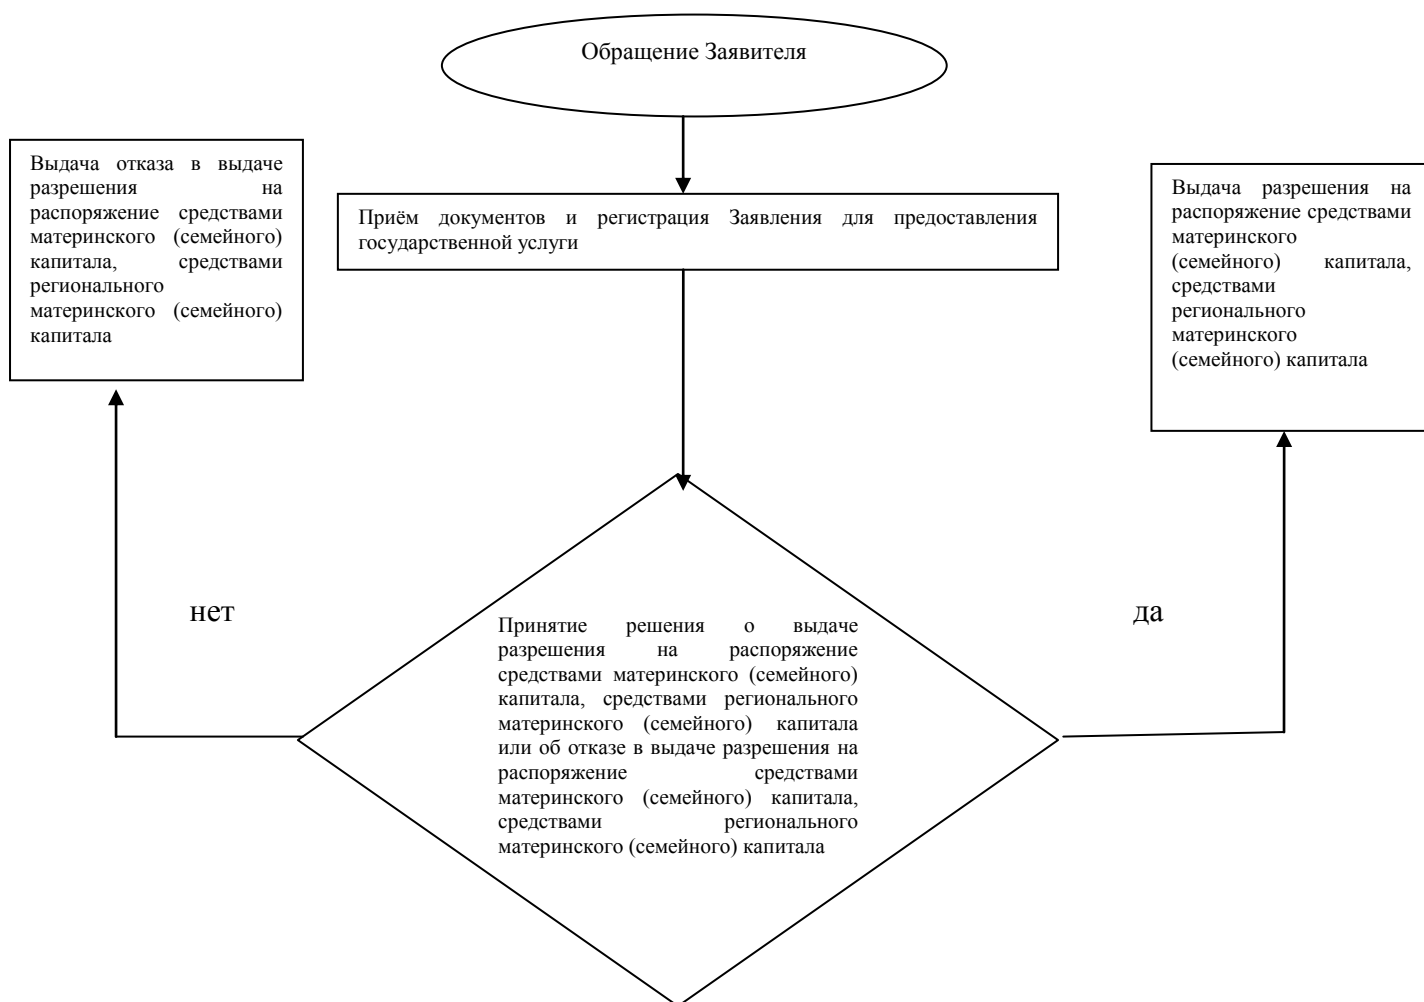 Обращение Заявителя
Выдача отказа в выдаче
разрешения на
распоряжение средствами
материнского (семейного)
капитала, средствами
регионального
материнского (семейного)
капитала
Приём документов и регистрация Заявления для предоставления
государственной услуги
Выдача разрешения на
распоряжение средствами
материнского
(семейного) капитала,
средствами
регионального
материнского
(семейного) капитала
нет
да
Принятие решения о выдаче
разрешения на распоряжение
средствами материнского (семейного)
капитала, средствами регионального
материнского (семейного) капитала
или об отказе в выдаче разрешения на
распоряжение средствами
материнского (семейного) капитала,
средствами регионального
материнского (семейного) капитала